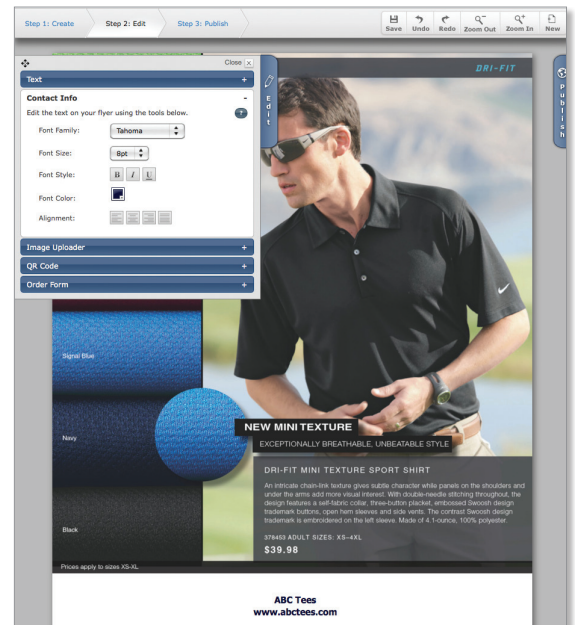 Step 1: Create
Step 2: Edit
Step 3: Publish
Save
Undo
Redo
Zoom Out
Zoom In
New
Close x
Text +
Contact Info -
Edit the text on your flyer using the tools below. ?
Font Family: Tahoma
Font Size: 8pt
Font Style: B I U
Font Color:
Alignment:
Image Uploader +
QR Code +
Order Form +
Edit
Publish
DRI-FIT
Signal Blue
Navy
Black
Prices apply to sizes XS-XL
NEW MINI TEXTURE
EXCEPTIONALLY BREATHABLE, UNBEATABLE STYLE
DRI-FIT MINI TEXTURE SPORT SHIRT
An intricate chain-link texture gives subtle character while panels on the shoulders and
under the arms add more visual interest. With double-needle stitching throughout, the
design features a self-fabric collar, three-button placket, embossed Swoosh design
trademark buttons, open hem sleeves and side vents. The contrast Swoosh design
trademark is embroidered on the left sleeve. Made of 4.1-ounce, 100% polyester.
378453 ADULT SIZES: XS-4XL
$39.98
ABC Tees
www.abctees.com